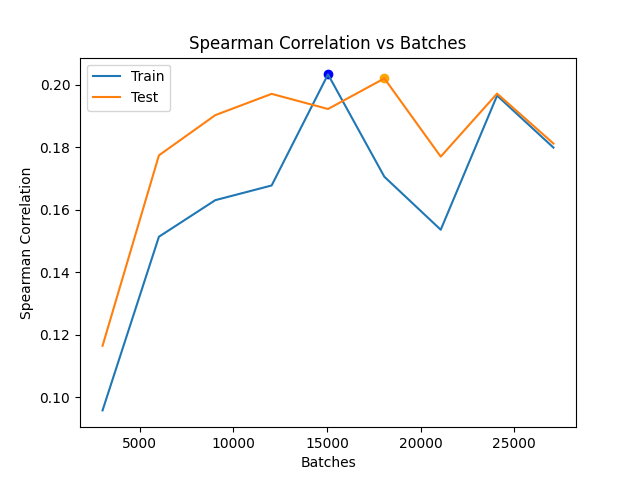 Spearman Correlation vs Batches
Train
Test
Spearman Correlation
0.20
0.18
0.16
0.14
0.12
0.10
5000 10000 15000 20000 25000
Batches